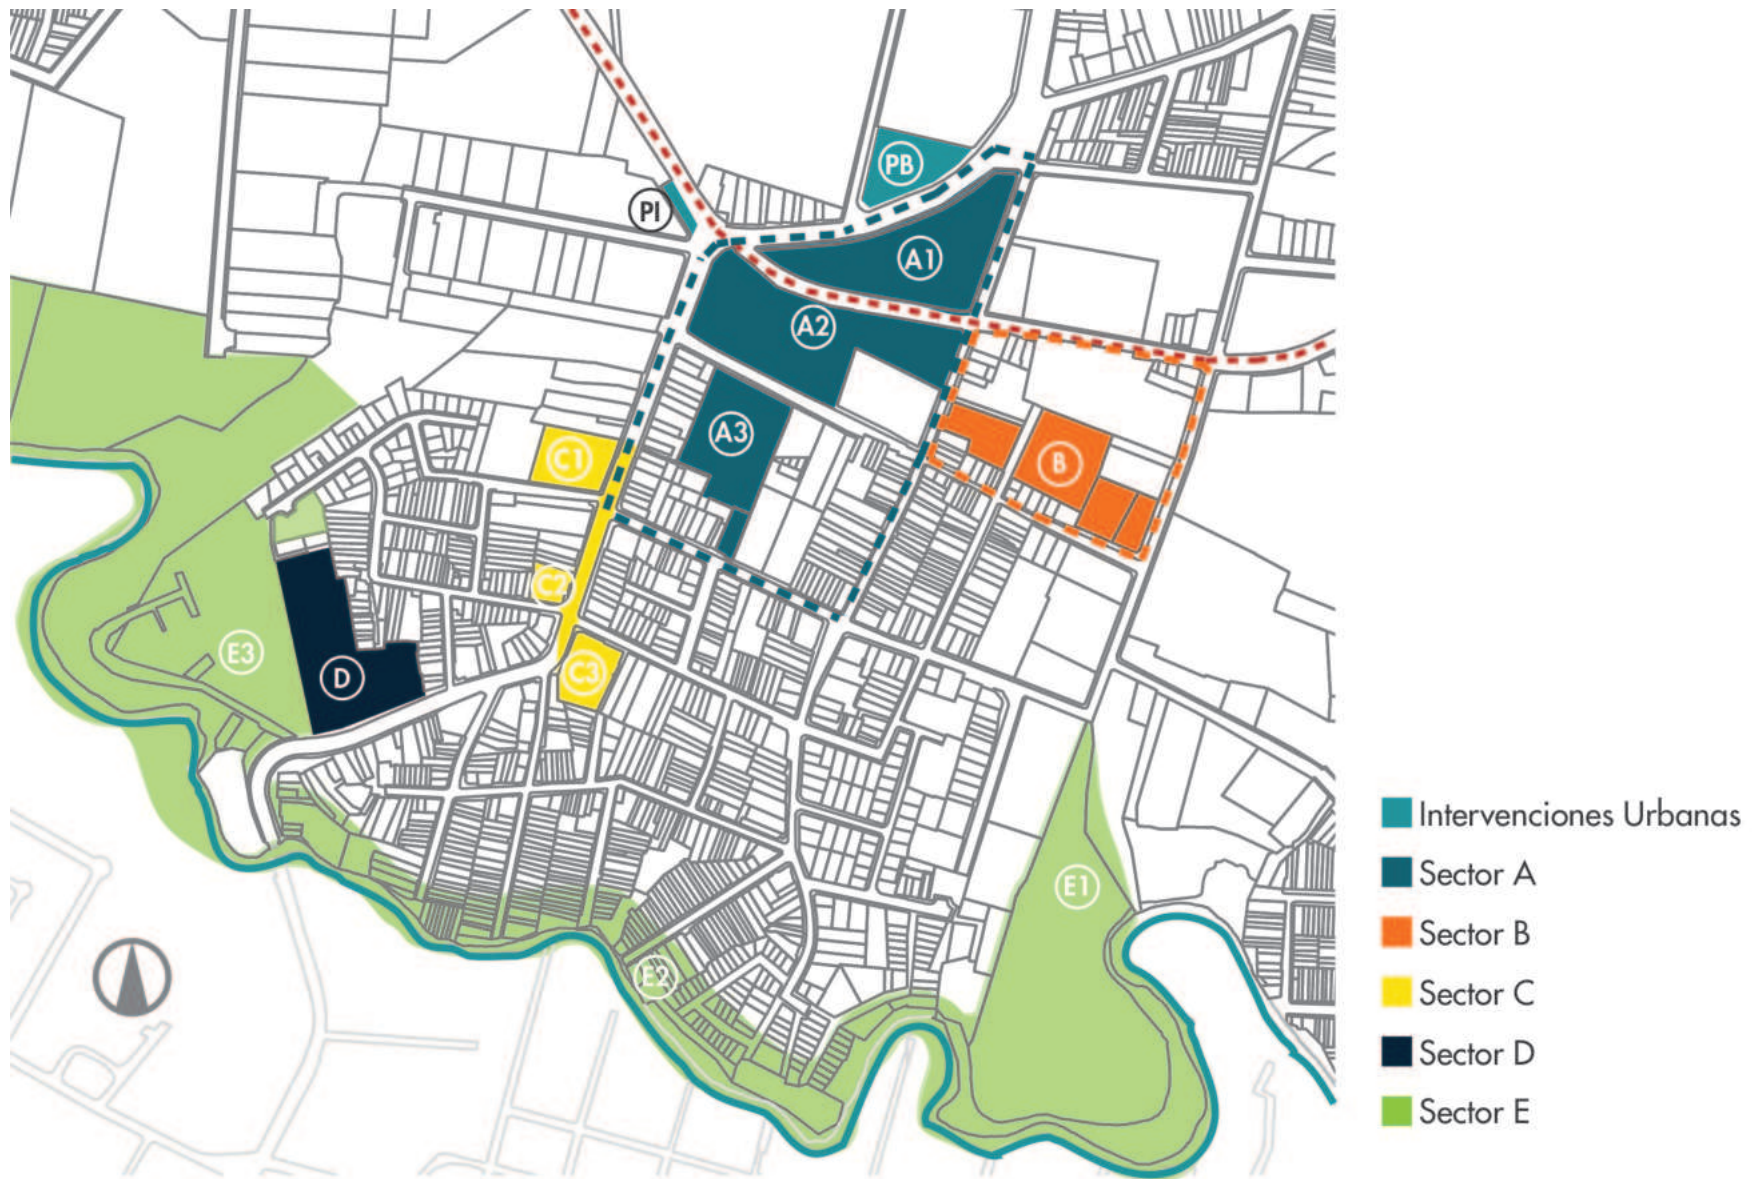 PB
PI
A1
A2
A3
C1
B
C2
E3
D
C3
E1
E2
Intervenciones Urbanas
Sector A
Sector B
Sector C
Sector D
Sector E